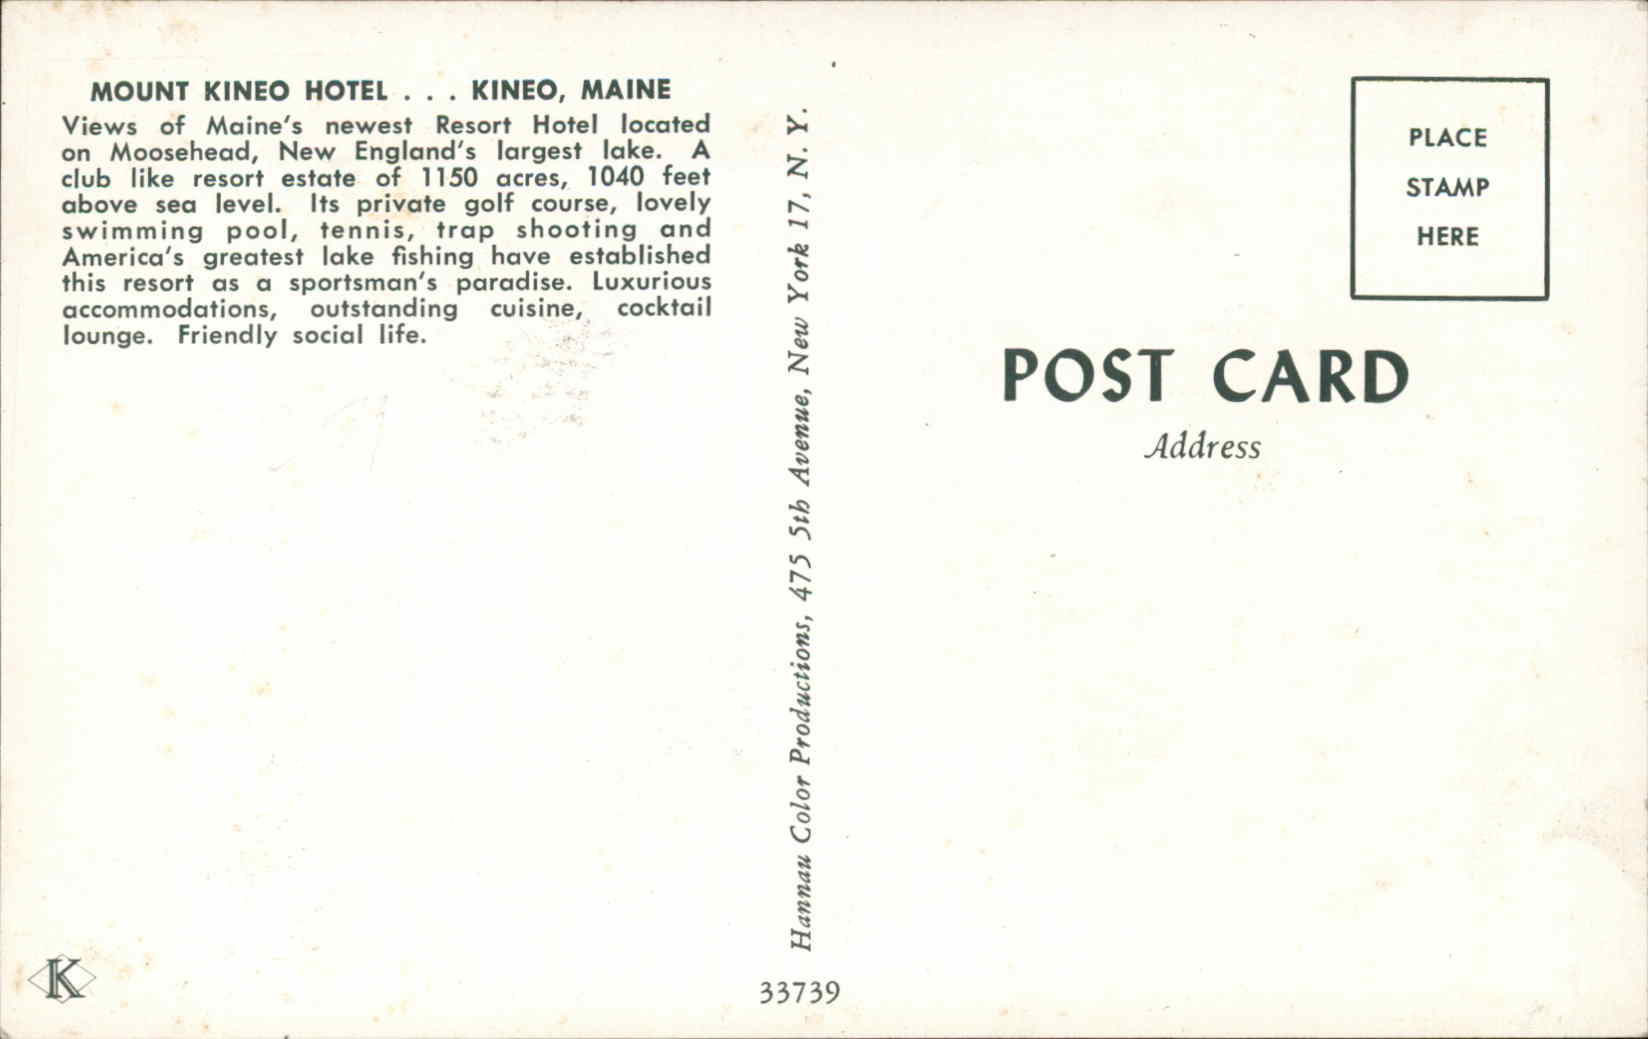 MOUNT KINEO HOTEL . . . KINEO, MAINE
Views of Maine's newest Resort Hotel located
on Moosehead, New England's largest lake. A
club like resort estate of 1150 acres, 1040 feet
above sea level. Its private golf course, lovely
swimming pool, tennis, trap shooting and
America's greatest lake fishing have established
this resort as a sportsman's paradise. Luxurious
accommodations, outstanding cuisine, cocktail
lounge. Friendly social life.
K
Hannau Color Productions, 475 5th Avenue, New York 17, N. Y.
33739
PLACE
STAMP
HERE
POST CARD
Address